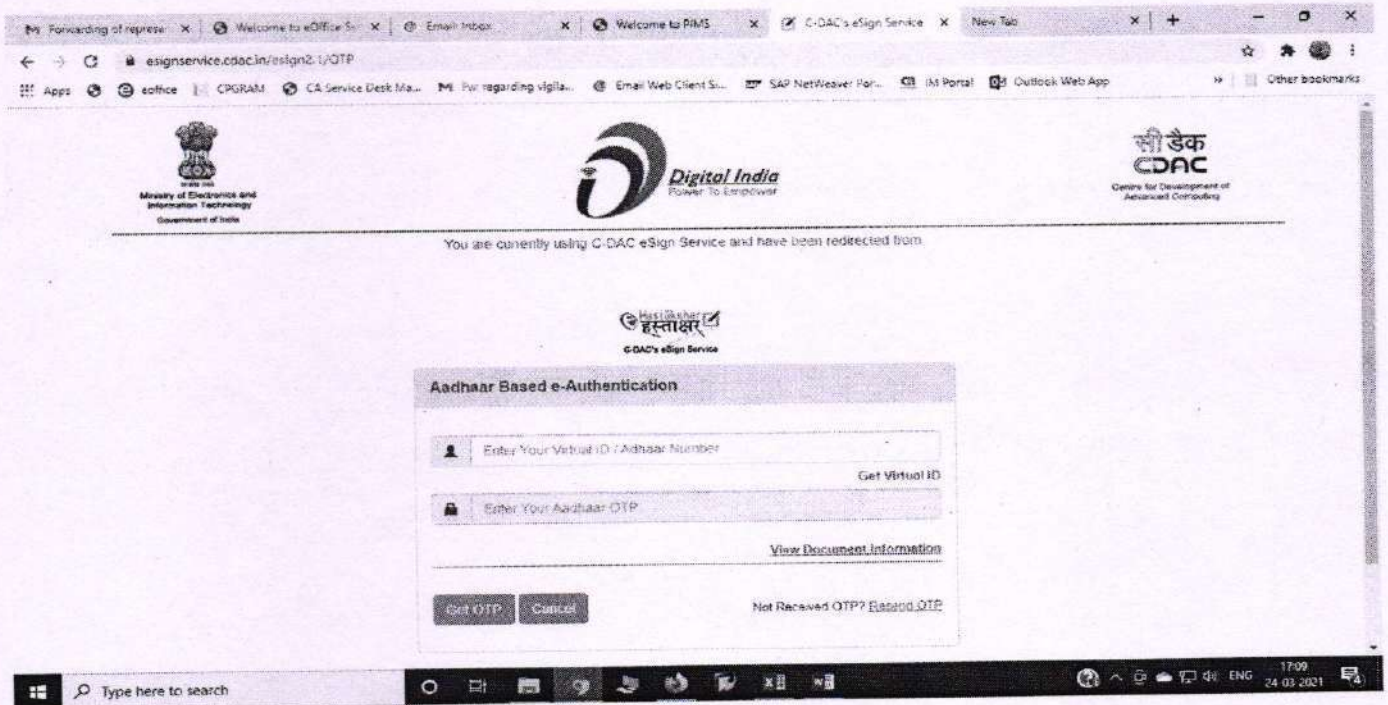 Forwarding of represe
Welcome to eOffice S
Email: Inbox
Welcome to PIMS
C-DAC's eSign Service
New Tab
esignservice.cdac.in/esign2.1/OTP
Apps
eoffice
CPGRAM
CA Service Desk Ma...
Fwr regarding vigila...
Email Web Client S...
SAP NetWeaver Por...
IM Portal
Outlook Web App
Other bookmarks
Ministry of Electronics and
Information Technology
Government of India
Digital India
Power To Empower
सी डैक
CDAC
Centre for Development of
Advanced Computing
You are currently using C-DAC eSign Service and have been redirected from
Hastakshar
हस्ताक्षर
C-DAC's eSign Service
Aadhaar Based e-Authentication
Enter Your Virtual ID / Adhaar Number
Get Virtual ID
Enter Your Aadhaar OTP
View Document Information
Get OTP
Cancel
Not Received OTP? Resend OTP
Type here to search
ENG
17:09
24-03-2021